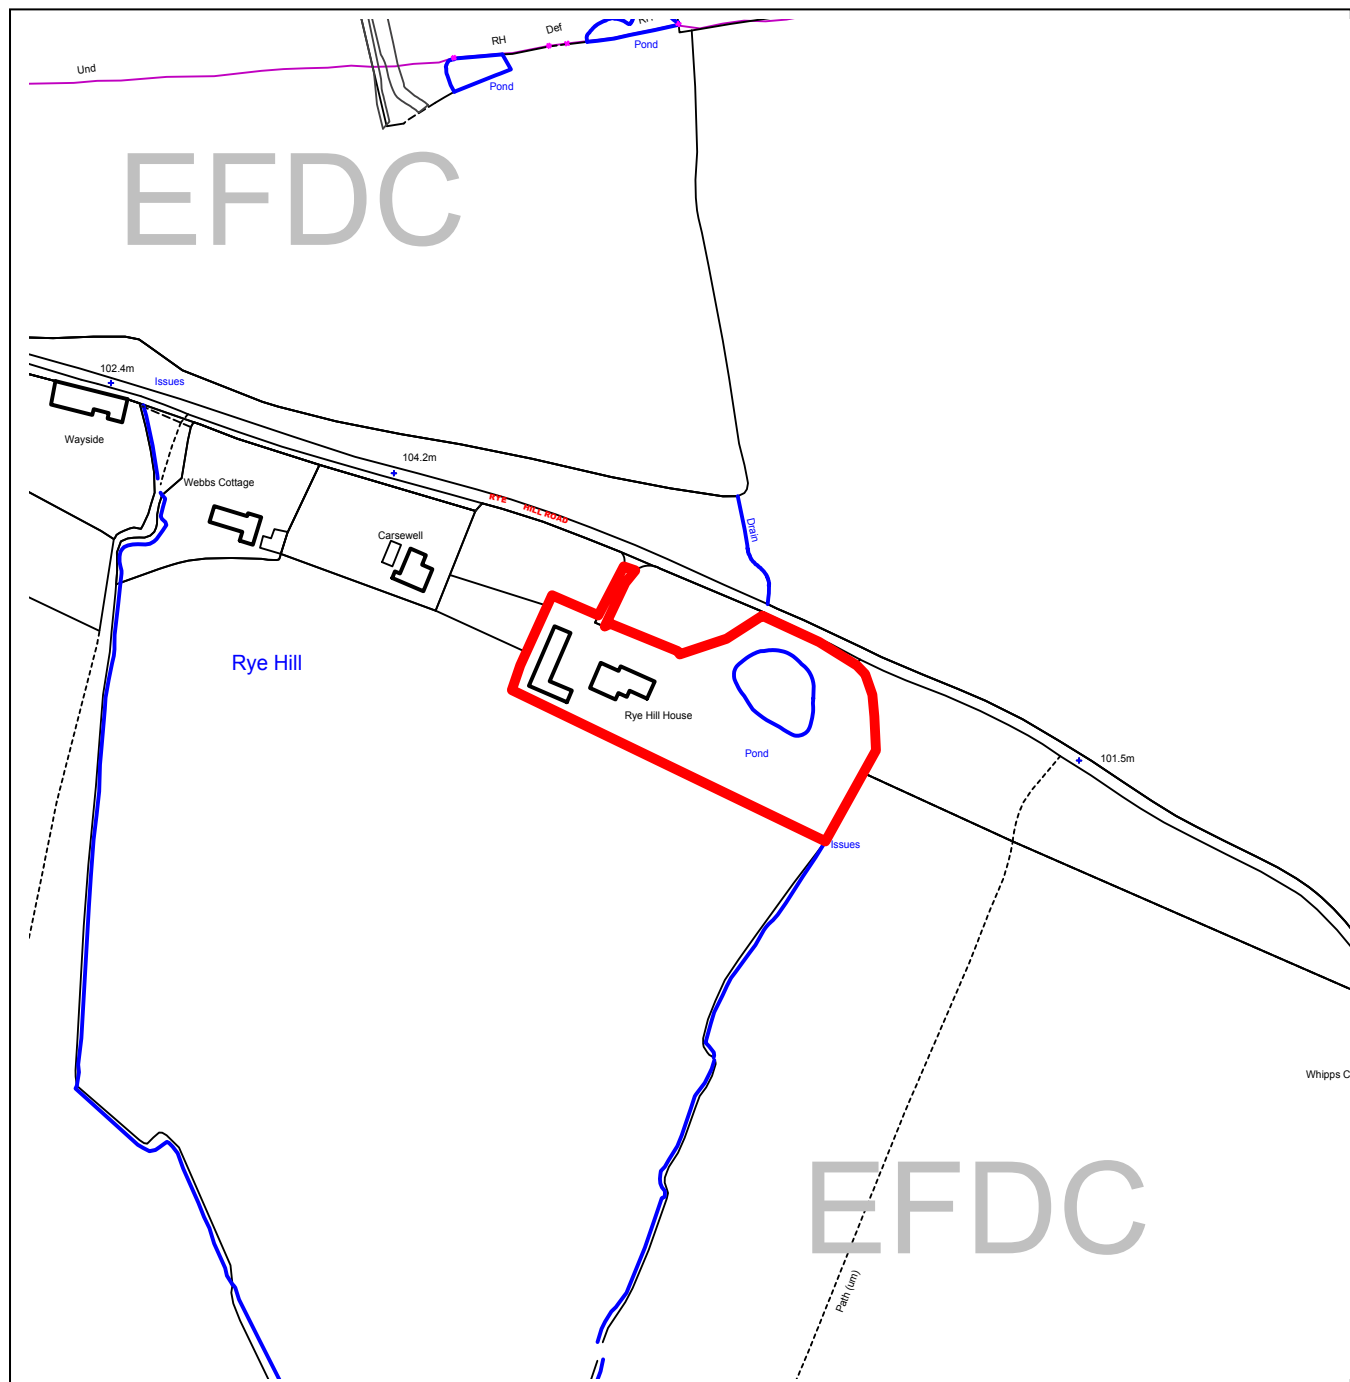 Def
RH
Pond
Und
Pond
EFDC
102.4m
Issues
Wayside
104.2m
Webbs Cottage
RYE HILL ROAD
Carsewell
Drain
Rye Hill
Rye Hill House
Pond
101.5m
Issues
Whipps C
EFDC
Path (um)